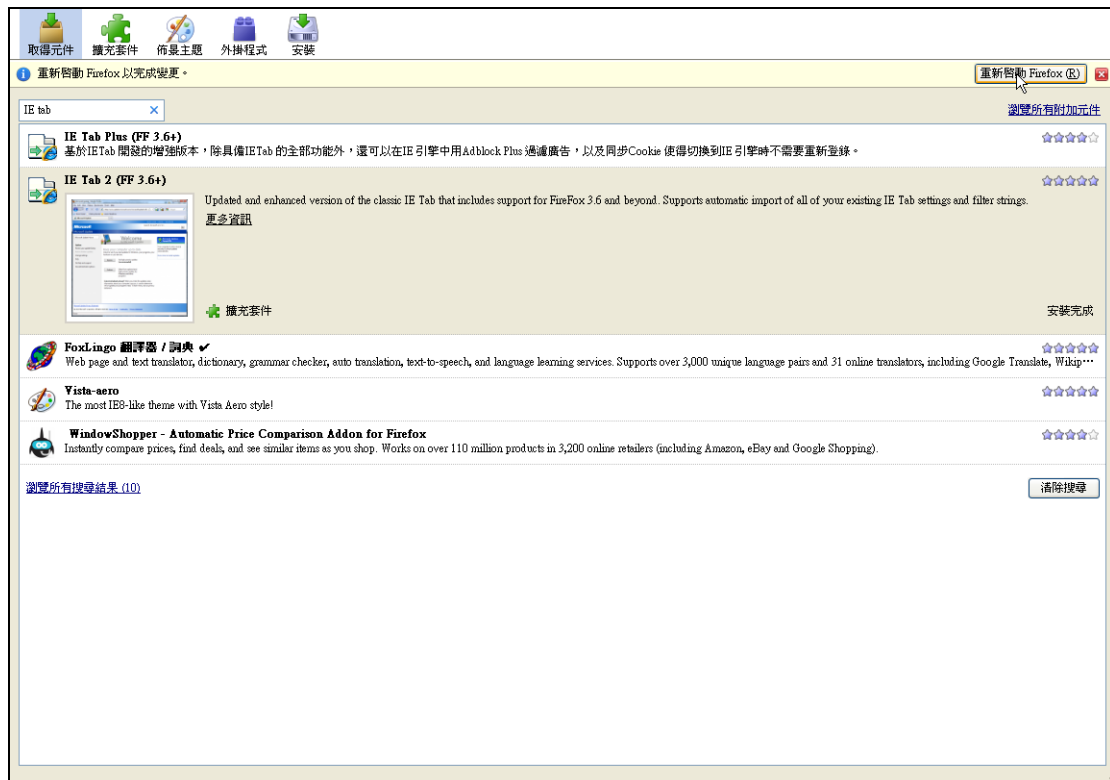 取得元件 擴充套件 佈景主題 外掛程式 安裝
重新啓動 Firefox 以完成變更。 重新啓動 Firefox (R)
IE tab 瀏覽所有附加元件
IE Tab Plus (FF 3.6+)
基於IETab 開發的增強版本，除具備IETab 的全部功能外，還可以在IE 引擎中用Adblock Plus 過濾廣告，以及同步Cookie 使得切換到IE 引擎時不需要重新登錄。
IE Tab 2 (FF 3.6+)
Updated and enhanced version of the classic IE Tab that includes support for FireFox 3.6 and beyond. Supports automatic import of all of your existing IE Tab settings and filter strings.
更多資訊
擴充套件 安裝完成
FoxLingo 翻譯器 / 詞典 ✔
Web page and text translator, dictionary, grammar checker, auto translation, text-to-speech, and language learning services. Supports over 3,000 unique language pairs and 31 online translators, including Google Translate, Wikip…
Vista-aero
The most IE8-like theme with Vista Aero style!
WindowShopper - Automatic Price Comparison Addon for Firefox
Instantly compare prices, find deals, and see similar items as you shop. Works on over 110 million products in 3,200 online retailers (including Amazon, eBay and Google Shopping).
瀏覽所有搜尋結果 (10) 清除搜尋